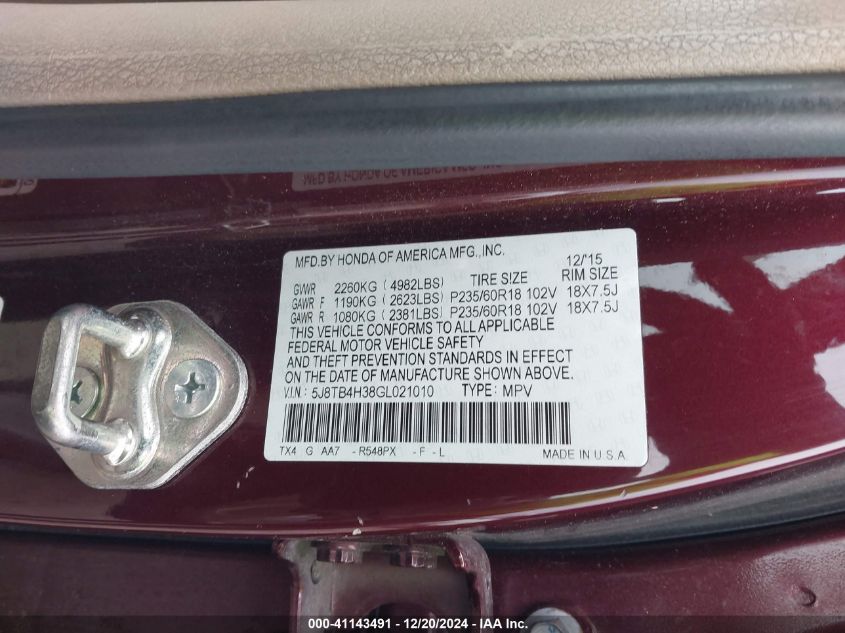 MFD.BY HONDA OF AMERICA MFG.,INC. 12/'15
GVWR 2260KG (4982LBS) TIRE SIZE RIM SIZE
GAWR F 1190KG (2623LBS) P235/60R18 102V 18X7.5J
GAWR R 1080KG (2381LBS) P235/60R18 102V 18X7.5J
THIS VEHICLE CONFORMS TO ALL APPLICABLE
FEDERAL MOTOR VEHICLE SAFETY
AND THEFT PREVENTION STANDARDS IN EFFECT
ON THE DATE OF MANUFACTURE SHOWN ABOVE.
V.I.N: 5J8TB4H38GL021010 TYPE: MPV
TX4 G AA7 -R548PX -F -L MADE IN U.S.A.
000-41143491 - 12/20/2024 - IAA Inc.